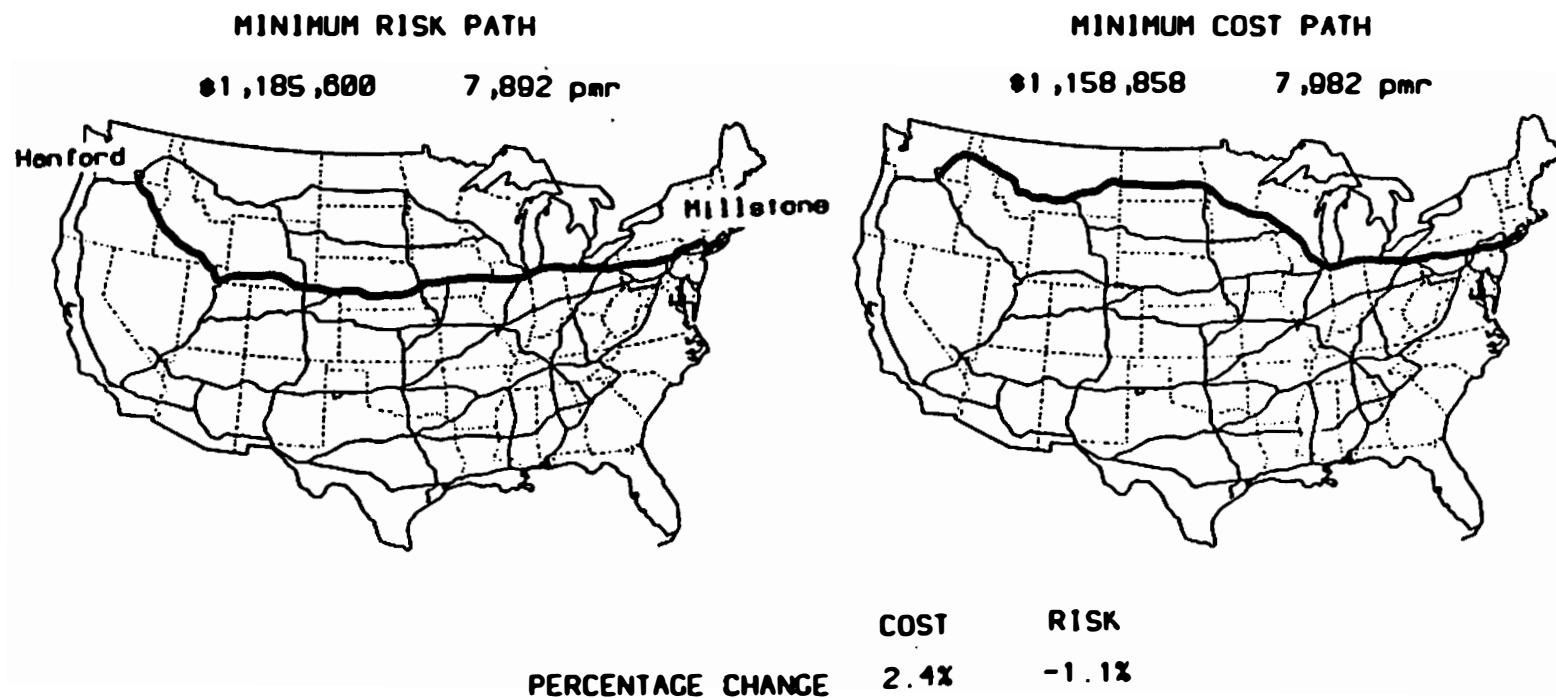 MINIMUM RISK PATH
$1,185,600 7,892 pmr
Hanford
Millstone
MINIMUM COST PATH
$1,158,858 7,982 pmr
COST RISK
PERCENTAGE CHANGE 2.4% -1.1%